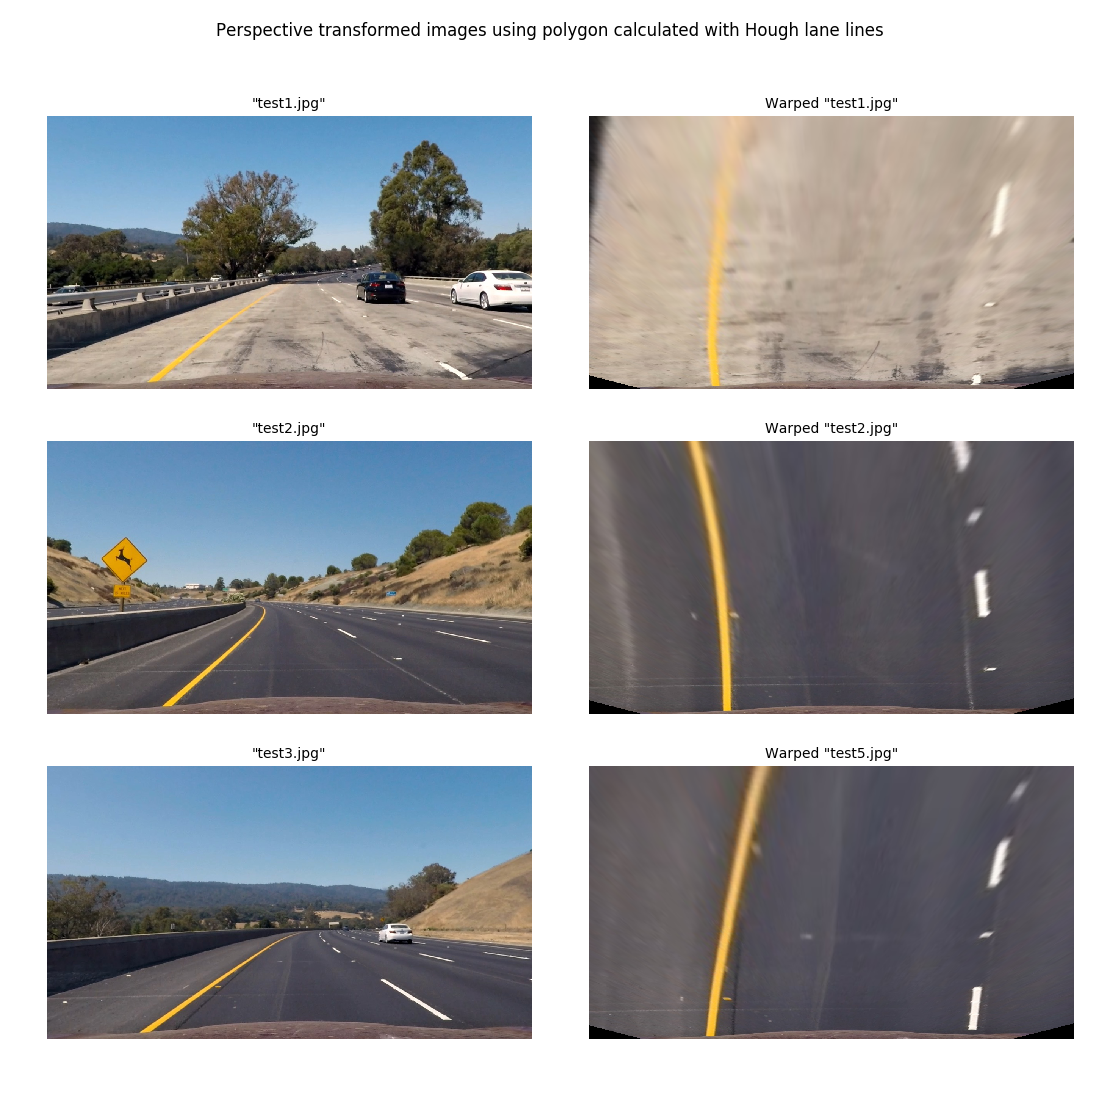 Perspective transformed images using polygon calculated with Hough lane lines
"test1.jpg"
Warped "test1.jpg"
"test2.jpg"
Warped "test2.jpg"
"test3.jpg"
Warped "test5.jpg"